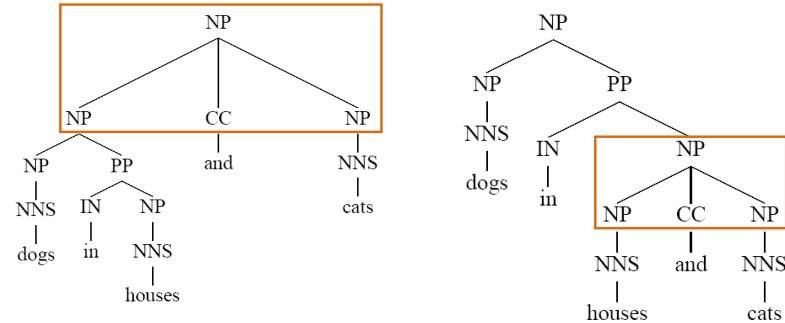 NP
NP CC NP
NP PP and NNS
NNS IN NP cats
dogs in NNS
houses
NP
NP PP
NNS IN NP
dogs in NP CC NP
NNS and NNS
houses cats